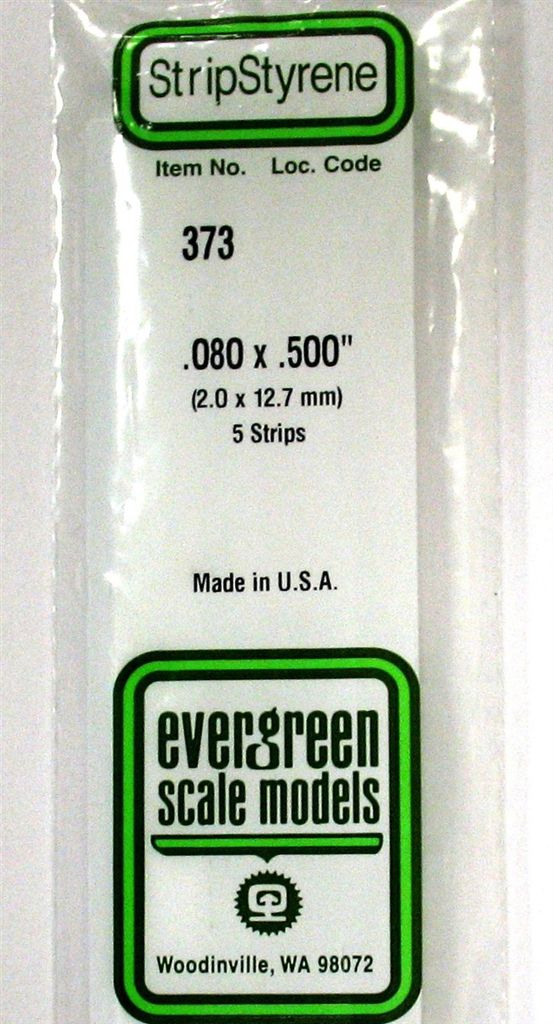 StripStyrene
Item No. Loc. Code
373
.080 x .500"
(2.0 x 12.7 mm)
5 Strips
Made in U.S.A.
evergreen
scale models
Woodinville, WA 98072